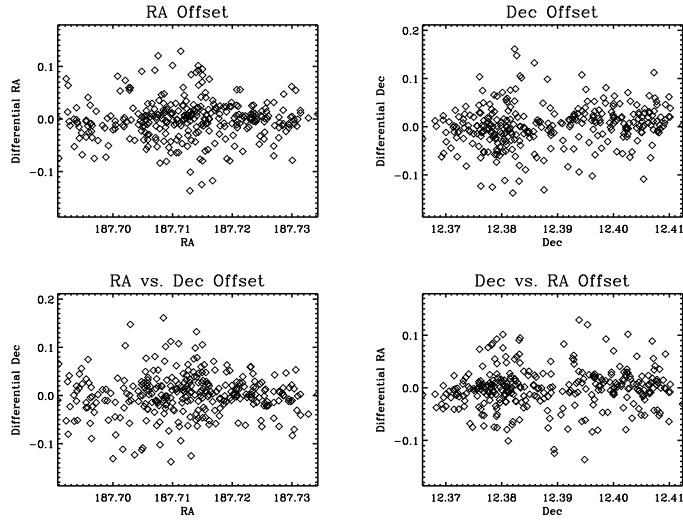 RA Offset
Differential RA
0.1
0.0
−0.1
187.70
187.71
187.72
187.73
RA
Dec Offset
Differential Dec
0.2
0.1
0.0
−0.1
12.37
12.38
12.39
12.40
12.41
Dec
RA vs. Dec Offset
Differential Dec
0.2
0.1
0.0
−0.1
187.70
187.71
187.72
187.73
RA
Dec vs. RA Offset
Differential RA
0.1
0.0
−0.1
12.37
12.38
12.39
12.40
12.41
Dec